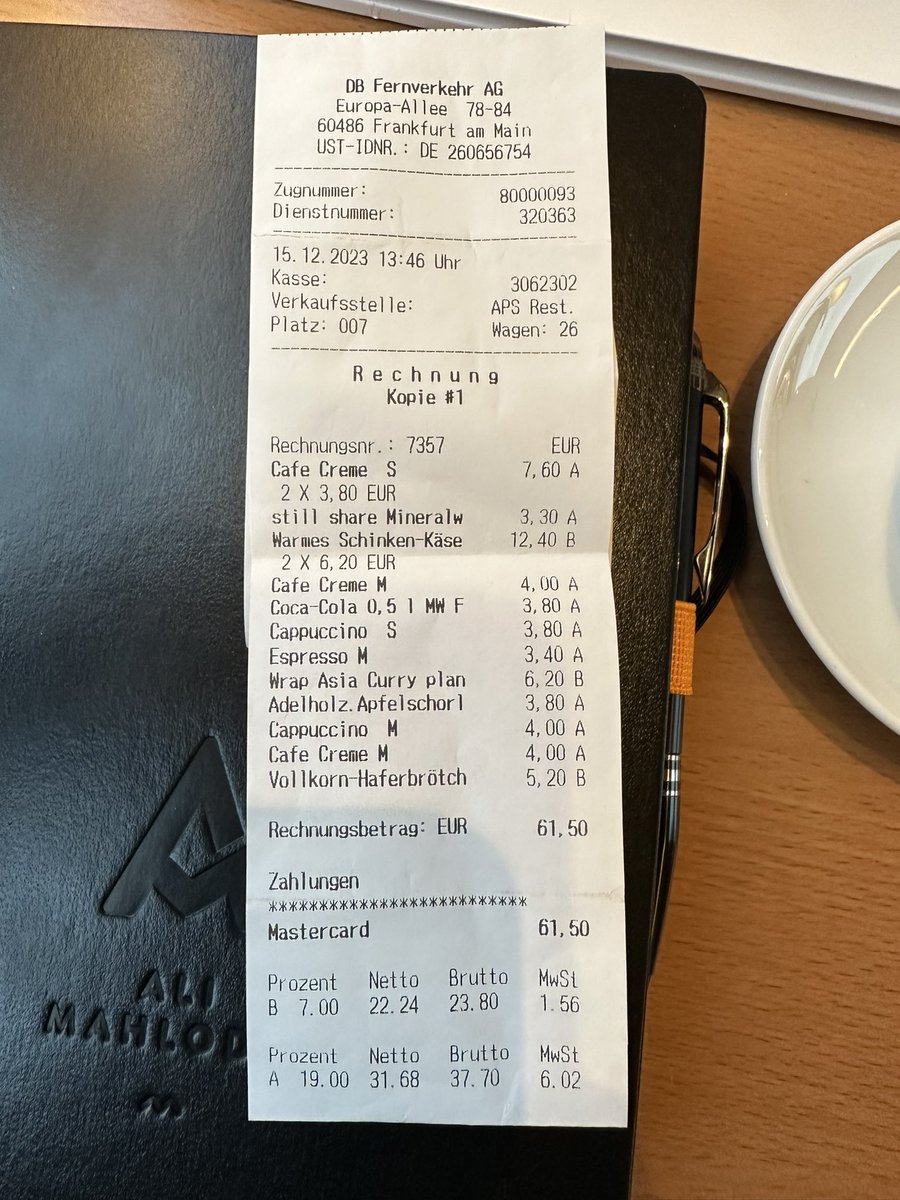 DB Fernverkehr AG
Europa-Allee 78-84
60486 Frankfurt am Main
UST-IDNR.: DE 260656754
Zugnummer: 80000093
Dienstnummer: 320363
15.12.2023 13:46 Uhr
Kasse: 3062302
Verkaufsstelle: APS Rest.
Platz: 007 Wagen: 26
Rechnung
Kopie #1
Rechnungsnr.: 7357 EUR
Cafe Creme S 7,60 A
2 X 3,80 EUR
still share Mineralw 3,30 A
Warmes Schinken-Käse 12,40 B
2 X 6,20 EUR
Cafe Creme M 4,00 A
Coca-Cola 0,5 l MW F 3,80 A
Cappuccino S 3,80 A
Espresso M 3,40 A
Wrap Asia Curry plan 6,20 B
Adelholz.Apfelschorl 3,80 A
Cappuccino M 4,00 A
Cafe Creme M 4,00 A
Vollkorn-Haferbrötch 5,20 B
Rechnungsbetrag: EUR 61,50
Zahlungen
**************************
Mastercard 61,50
Prozent Netto Brutto MwSt
B 7.00 22.24 23.80 1.56
Prozent Netto Brutto MwSt
A 19.00 31.68 37.70 6.02
ALI
MAHLOD